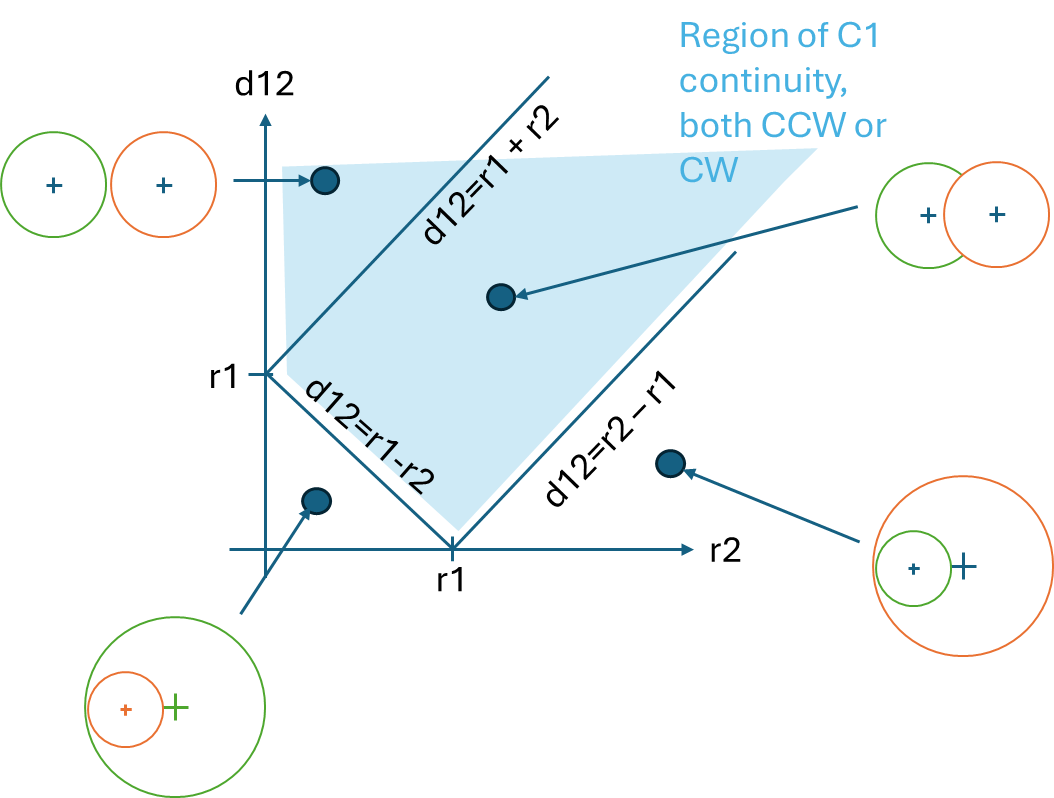 Region of C1
continuity,
both CCW or
CW
d12
d12=r1 + r2
r1
d12=r1-r2
d12=r2 – r1
r2
r1